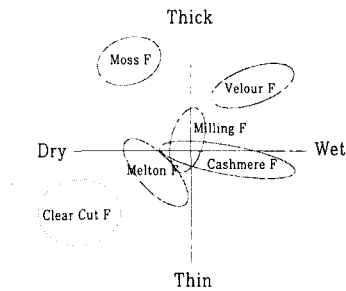 Thick
Moss F
Velour F
Milling F
Dry
Wet
Cashmere F
Melton F
Clear Cut F
Thin